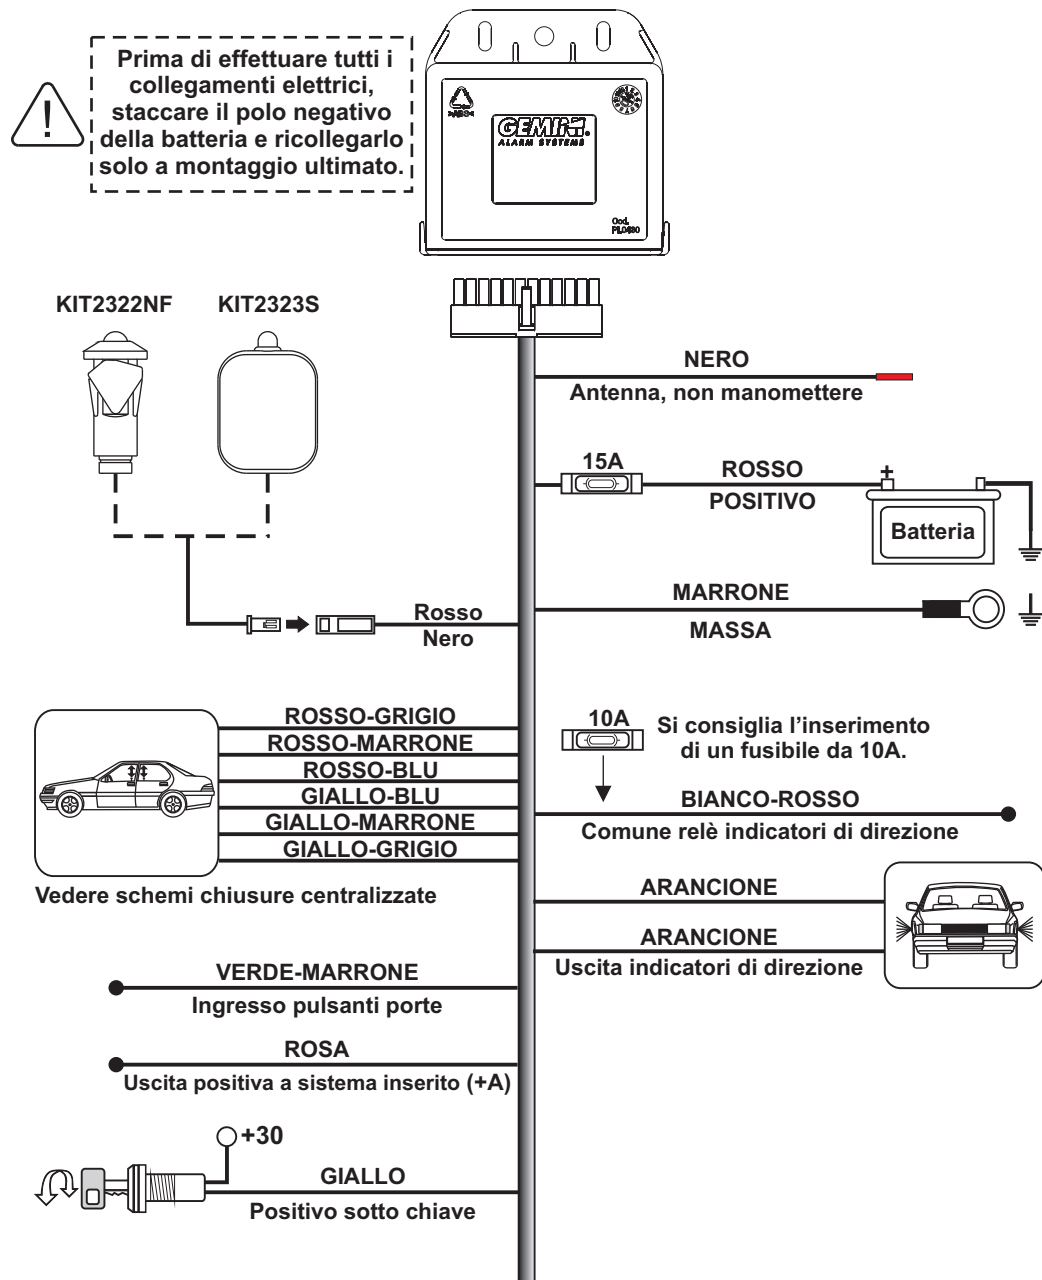 Prima di effettuare tutti i
collegamenti elettrici,
staccare il polo negativo
della batteria e ricollegarlo
solo a montaggio ultimato.
!
>ABS<
GEMINI.
ALARM SYSTEMS
Cod.
KIT2322NF
KIT2323S
NERO
Antenna, non manomettere
15A
ROSSO
POSITIVO
+
Batteria
MARRONE
MASSA
Rosso
Nero
ROSSO-GRIGIO
ROSSO-MARRONE
ROSSO-BLU
GIALLO-BLU
GIALLO-MARRONE
GIALLO-GRIGIO
Vedere schemi chiusure centralizzate
10A
Si consiglia l’inserimento
di un fusibile da 10A.
BIANCO-ROSSO
Comune relè indicatori di direzione
ARANCIONE
ARANCIONE
Uscita indicatori di direzione
VERDE-MARRONE
Ingresso pulsanti porte
ROSA
Uscita positiva a sistema inserito (+A)
+30
GIALLO
Positivo sotto chiave